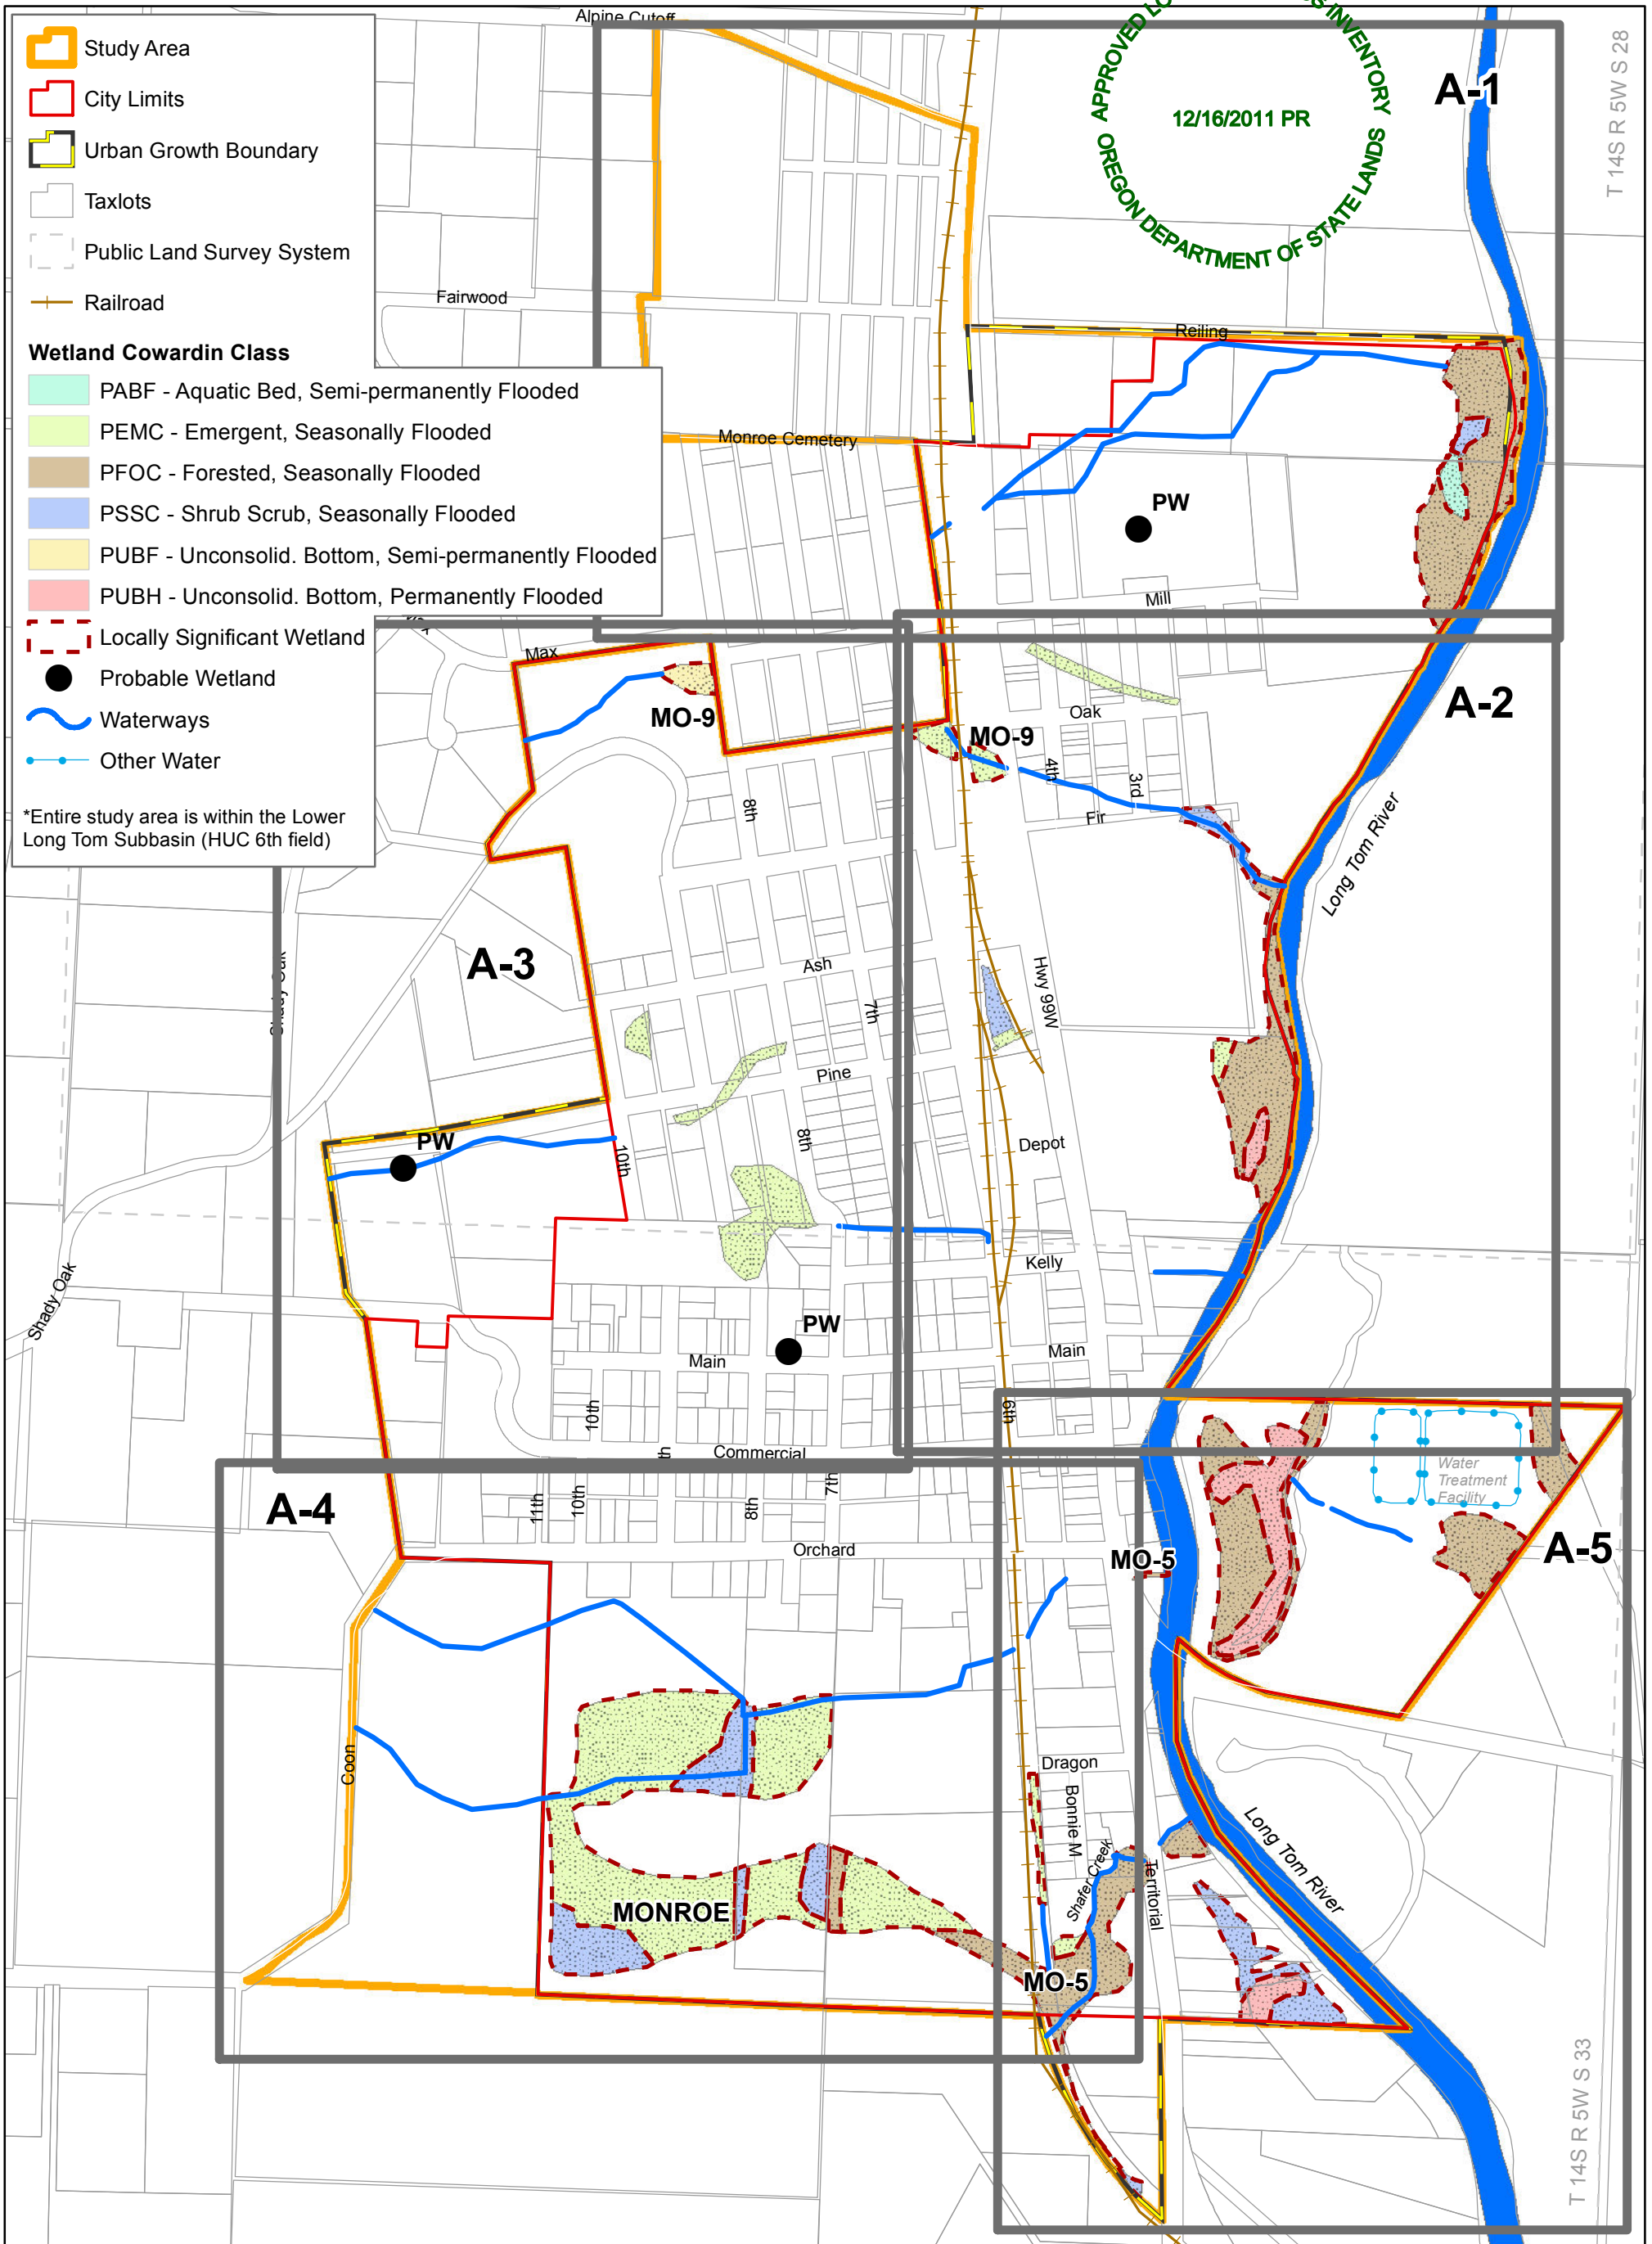 Study Area
City Limits
Urban Growth Boundary
Taxlots
Public Land Survey System
Railroad
Wetland Cowardin Class
PABF - Aquatic Bed, Semi-permanently Flooded
PEMC - Emergent, Seasonally Flooded
PFOC - Forested, Seasonally Flooded
PSSC - Shrub Scrub, Seasonally Flooded
PUBF - Unconsolid. Bottom, Semi-permanently Flooded
PUBH - Unconsolid. Bottom, Permanently Flooded
Locally Significant Wetland
Probable Wetland
Waterways
Other Water
*Entire study area is within the Lower
Long Tom Subbasin (HUC 6th field)
Alpine Cutoff
APPROVED
INVENTORY
12/16/2011 PR
OREGON DEPARTMENT OF STATE LANDS
A-1
T 14S R 5W S 28
Fairwood
Reiling
Monroe Cemetery
PW
Mill
Max
MO-9
MO-9
Oak
A-2
4th
3rd
8th
Fir
Long Tom River
A-3
Ash
Hwy 99W
7th
Shady Oak
Pine
PW
10th
8th
Depot
Shady Oak
Kelly
PW
Main
Main
10th
6th
Commercial
Water
Treatment
Facility
A-4
11th
10th
8th
7th
Orchard
MO-5
A-5
Coon
Dragon
Bonnie M
Shafer Creek
Territorial
Long Tom River
MONROE
MO-5
T 14S R 5W S 33